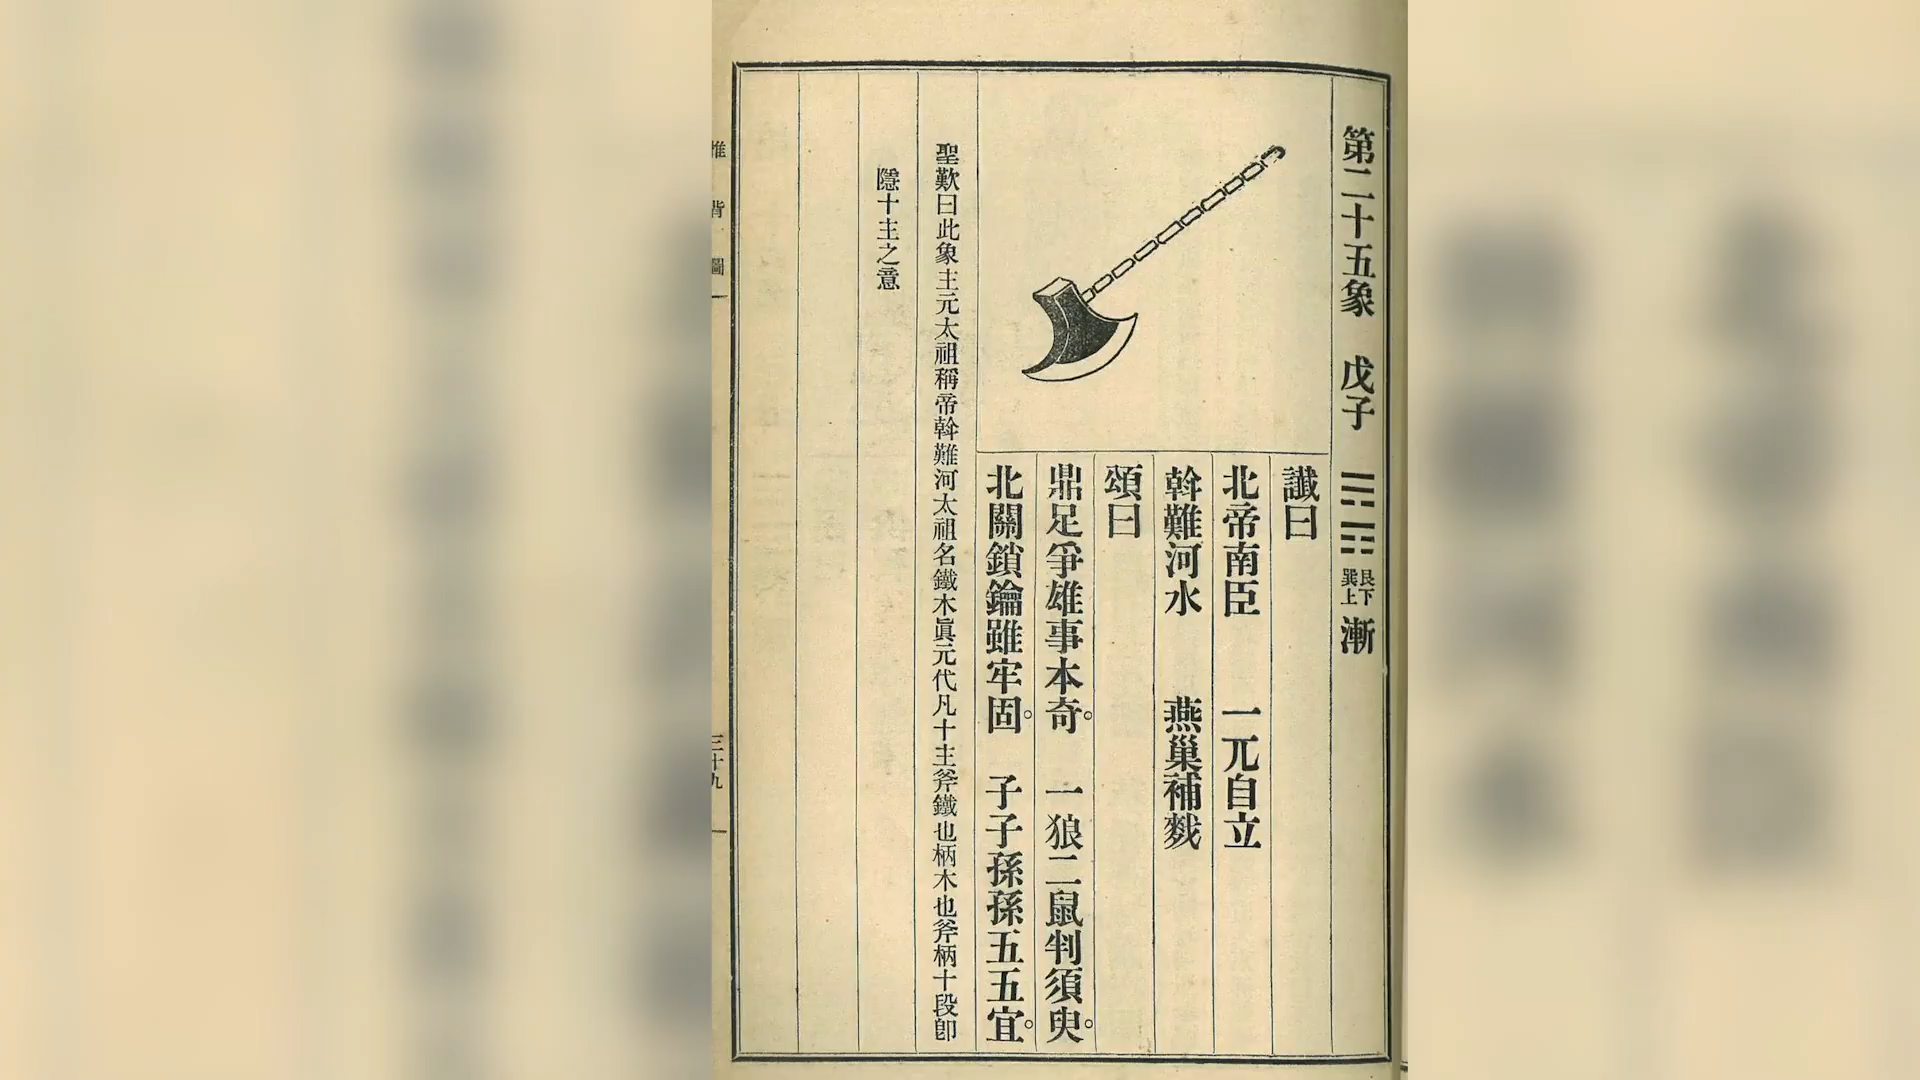 第二十五象 戊子 艮下巽上 漸
讖曰
北帝南臣 一兀自立
斡難河水 燕巢補麰
頌曰
鼎足爭雄事本奇。 一狼二鼠判須臾。
北關鎖鑰雖牢固。 子子孫孫五五宜。
聖歎曰此象主元太祖稱帝斡難河太祖名鐵木眞元代凡十主斧鐵也柄木也斧柄十段卽
隱十主之意
推背圖
三十九